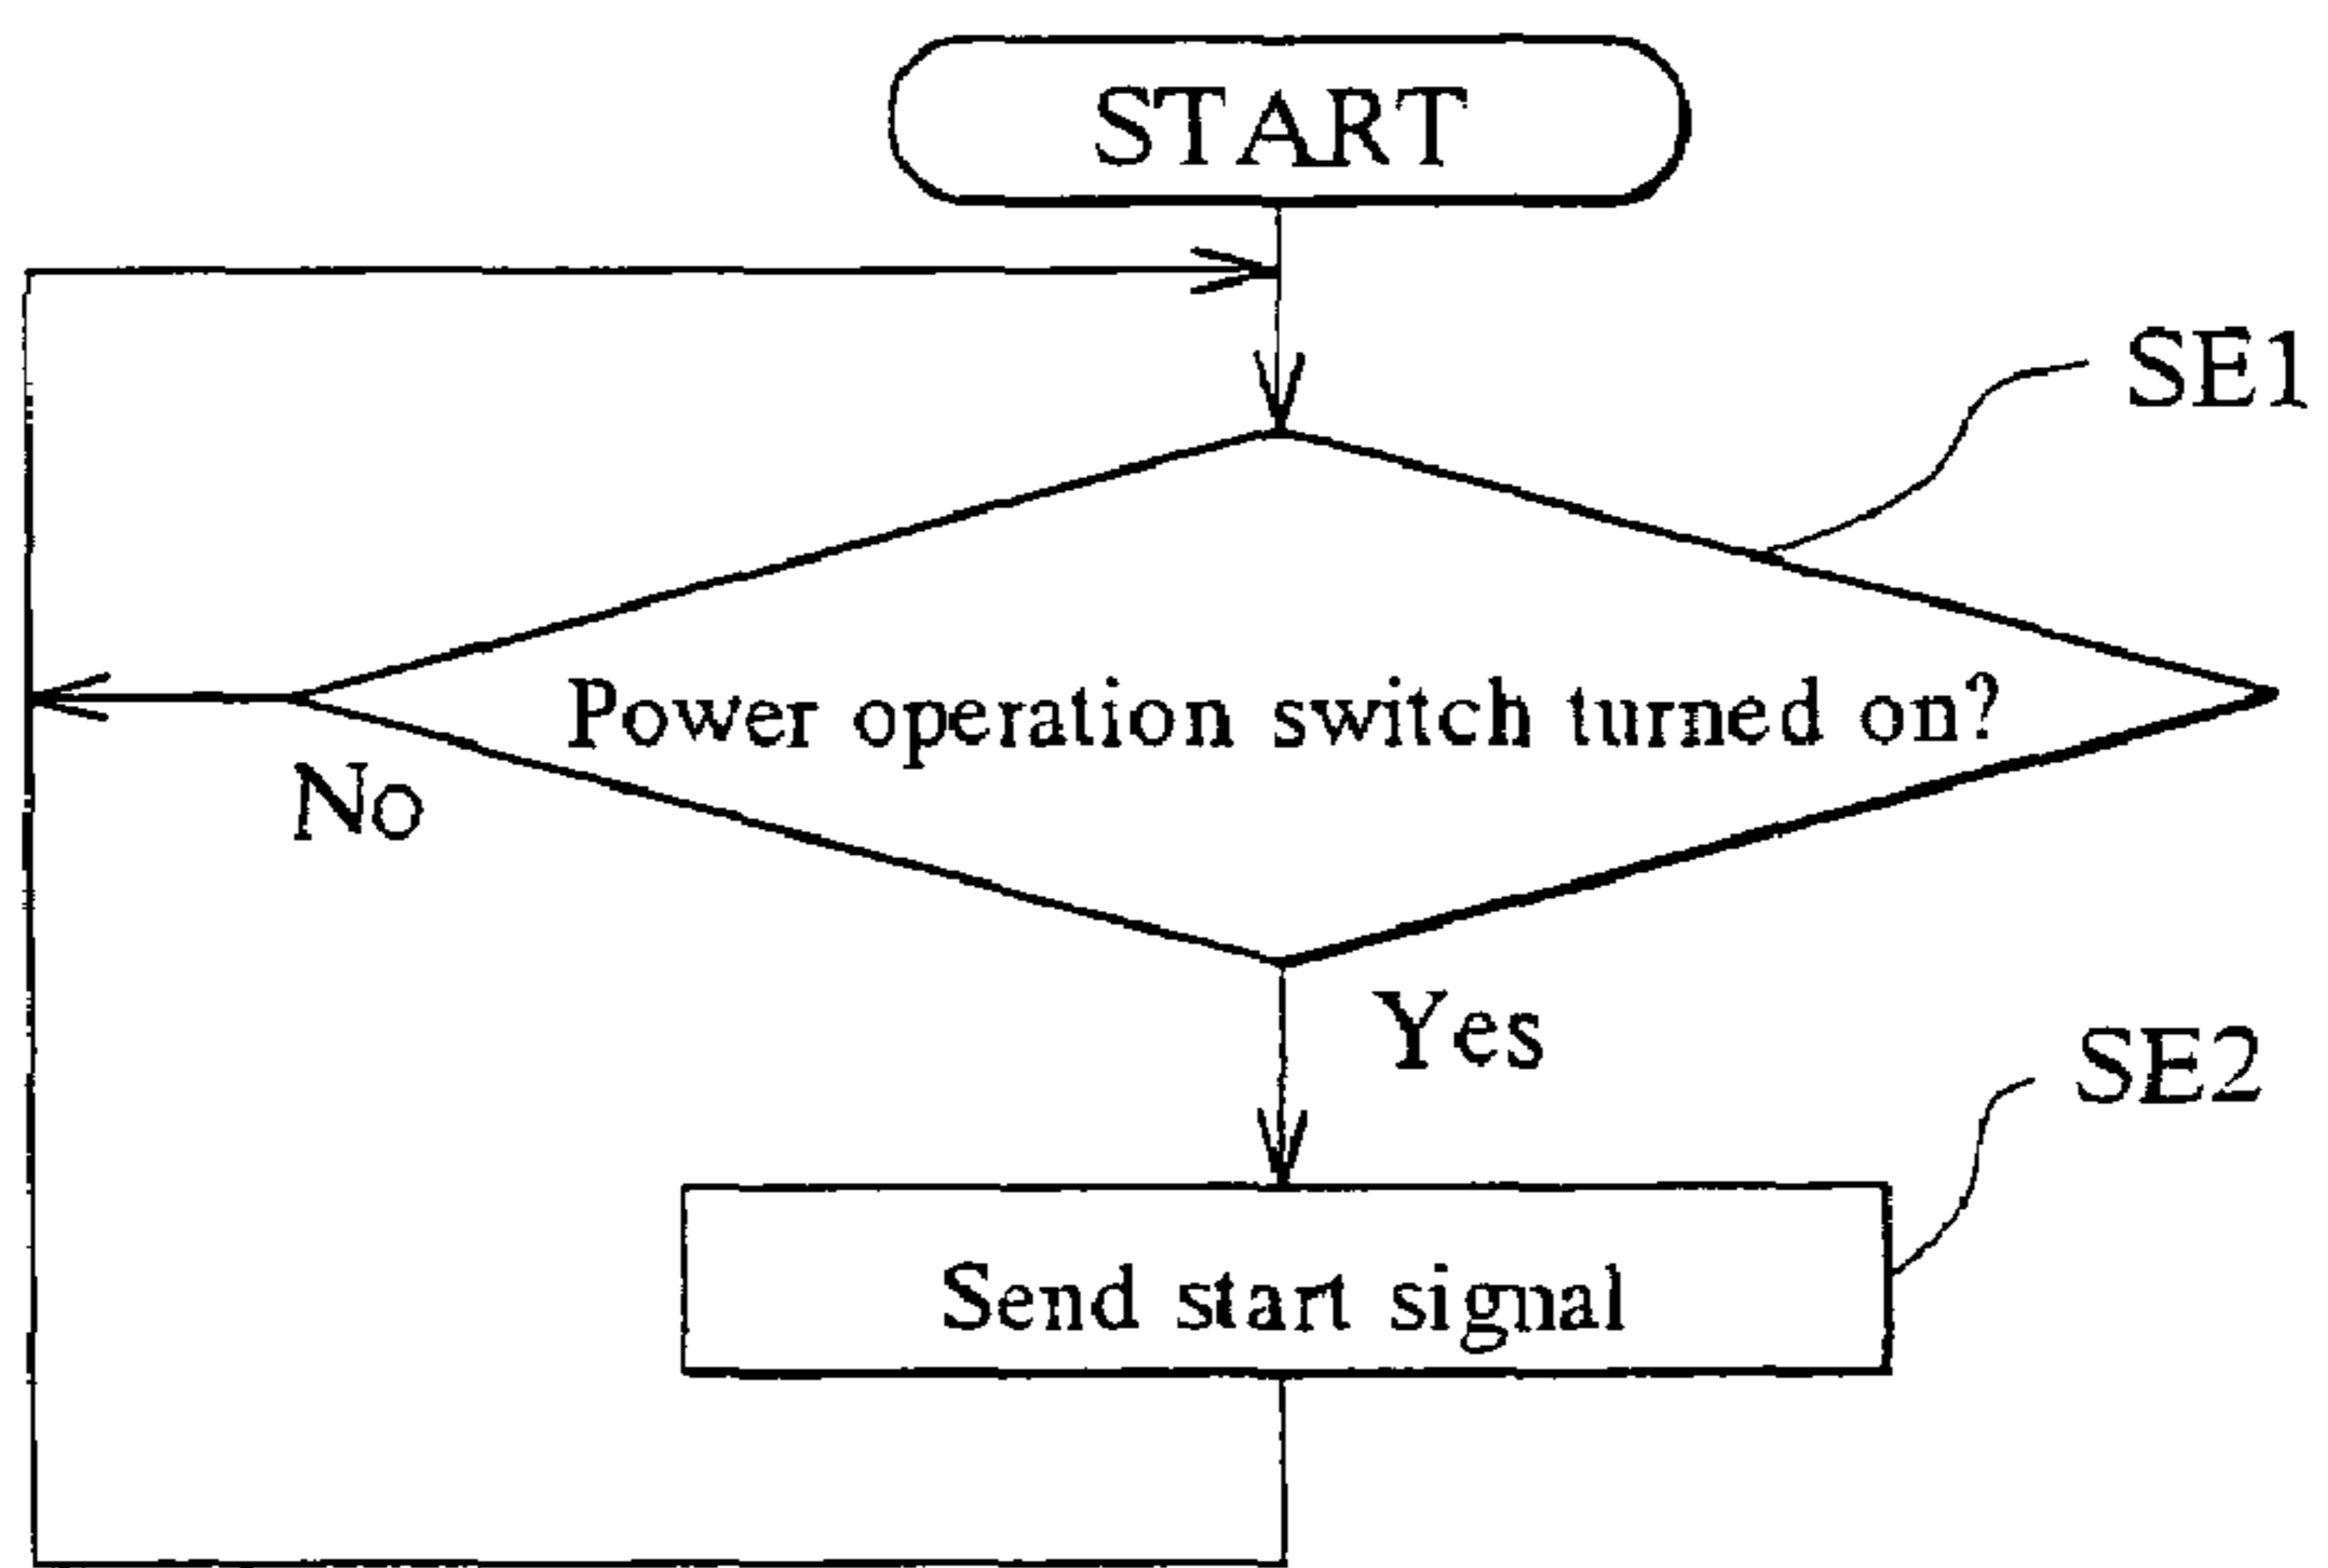 START
SE1
Power operation switch turned on?
No
Yes
SE2
Send start signal